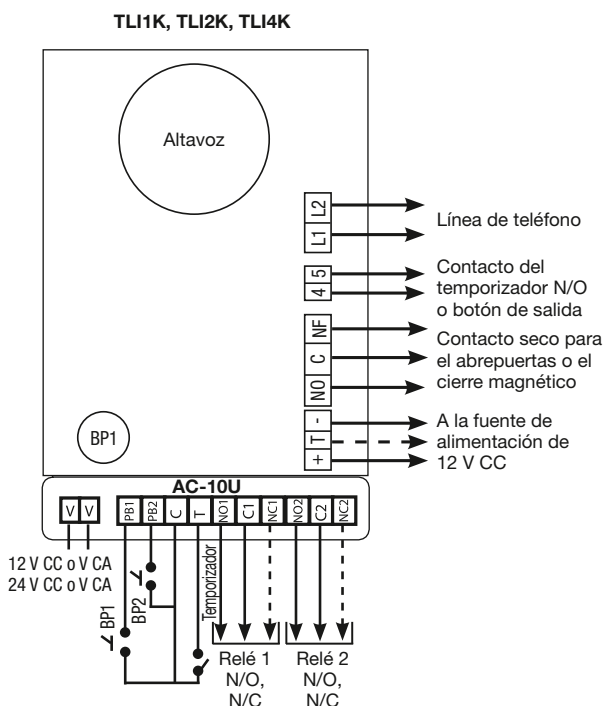 TLI1K, TLI2K, TLI4K
Altavoz
L2
L1
Línea de teléfono
5
4
Contacto del
temporizador N/O
o botón de salida
NF
C
NO
Contacto seco para
el abrepuertas o el
cierre magnético
-
T
+
A la fuente de
alimentación de
12 V CC
BP1
AC-10U
V V PB1 PB2 C T NO1 C1 NC1 NO2 C2 NC2
12 V CC o V CA
24 V CC o V CA
BP1
BP2
Temporizador
Relé 1
N/O,
N/C
Relé 2
N/O,
N/C